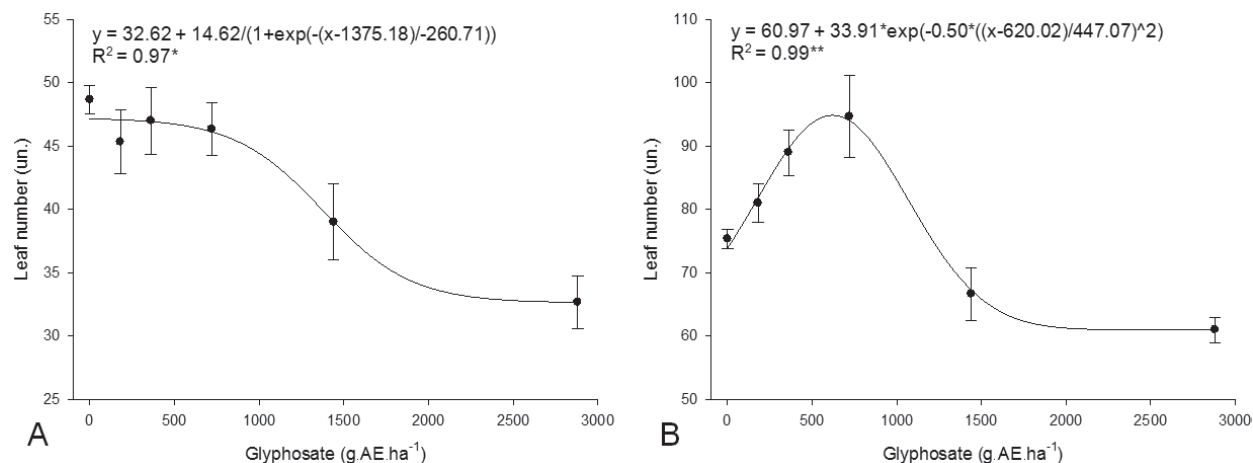 y = 32.62 + 14.62/(1+exp(-(x-1375.18)/-260.71))
R² = 0.97*
50
45
40
35
30
25
Leaf number (un.)
0 500 1000 1500 2000 2500 3000
Glyphosate (g.AE.ha⁻¹)
A
y = 60.97 + 33.91*exp(-0.50*((x-620.02)/447.07)^2)
R² = 0.99**
110
100
90
80
70
60
50
Leaf number (un.)
0 500 1000 1500 2000 2500 3000
Glyphosate (g.AE.ha⁻¹)
B